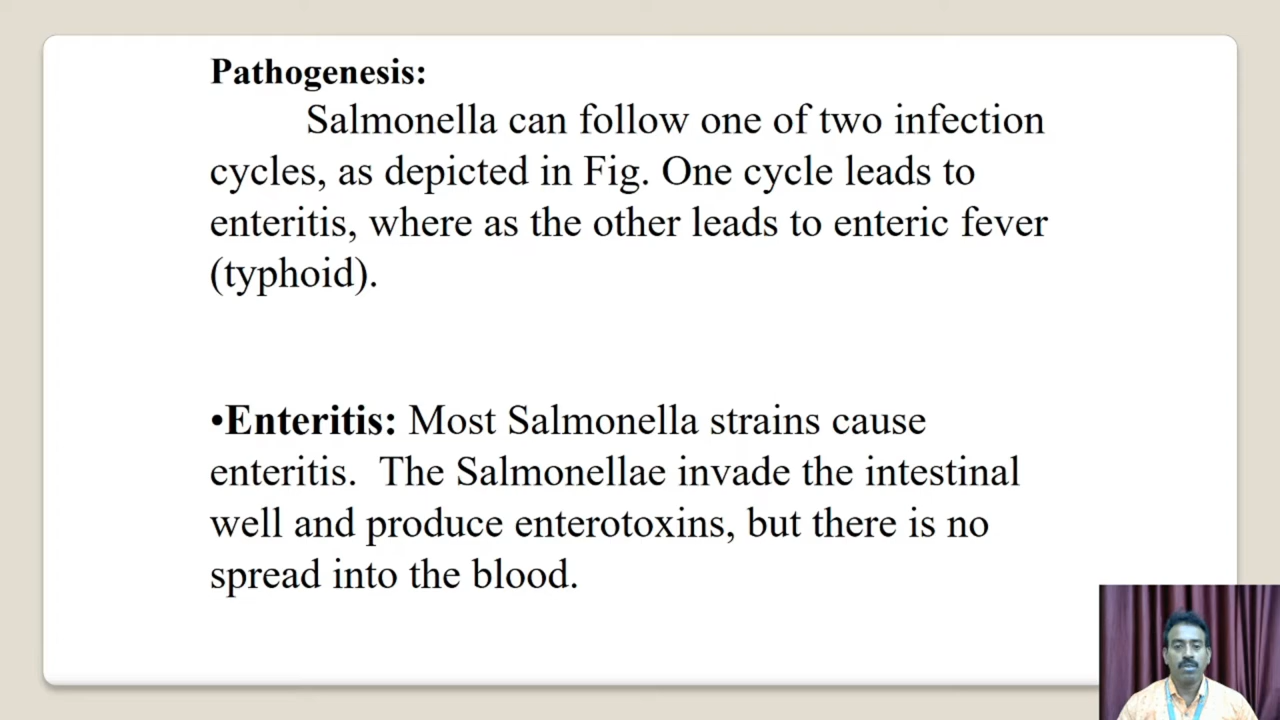 Pathogenesis:
Salmonella can follow one of two infection
cycles, as depicted in Fig. One cycle leads to
enteritis, where as the other leads to enteric fever
(typhoid).
•Enteritis: Most Salmonella strains cause
enteritis.  The Salmonellae invade the intestinal
well and produce enterotoxins, but there is no
spread into the blood.